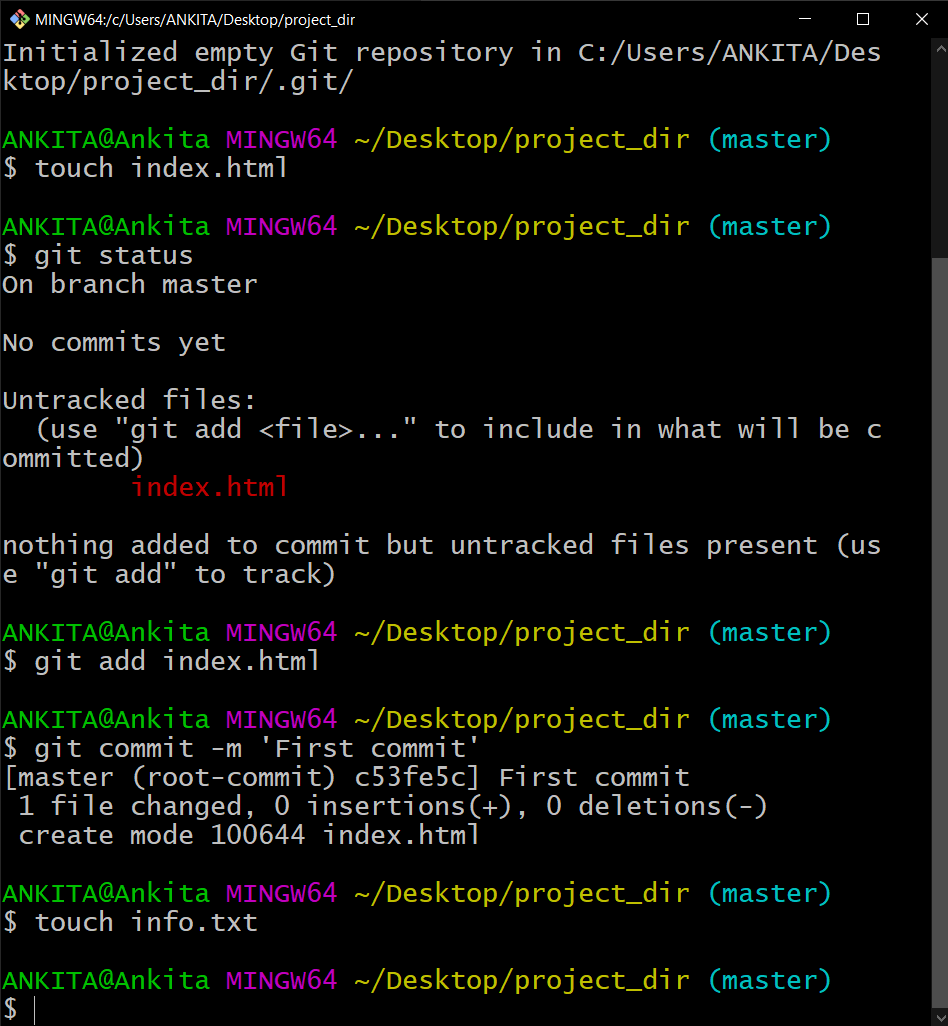 MINGW64:/c/Users/ANKITA/Desktop/project_dir
Initialized empty Git repository in C:/Users/ANKITA/Des
ktop/project_dir/.git/
ANKITA@Ankita MINGW64 ~/Desktop/project_dir (master)
$ touch index.html
ANKITA@Ankita MINGW64 ~/Desktop/project_dir (master)
$ git status
On branch master
No commits yet
Untracked files:
  (use "git add <file>..." to include in what will be c
ommitted)
        index.html
nothing added to commit but untracked files present (us
e "git add" to track)
ANKITA@Ankita MINGW64 ~/Desktop/project_dir (master)
$ git add index.html
ANKITA@Ankita MINGW64 ~/Desktop/project_dir (master)
$ git commit -m 'First commit'
[master (root-commit) c53fe5c] First commit
 1 file changed, 0 insertions(+), 0 deletions(-)
 create mode 100644 index.html
ANKITA@Ankita MINGW64 ~/Desktop/project_dir (master)
$ touch info.txt
ANKITA@Ankita MINGW64 ~/Desktop/project_dir (master)
$